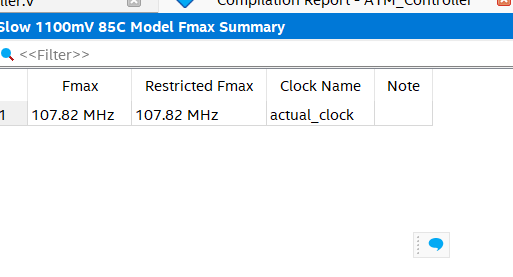 ller.v
Compilation Report - ATM_Controller
Slow 1100mV 85C Model Fmax Summary
<<Filter>>
Fmax Restricted Fmax Clock Name Note
1 107.82 MHz 107.82 MHz actual_clock